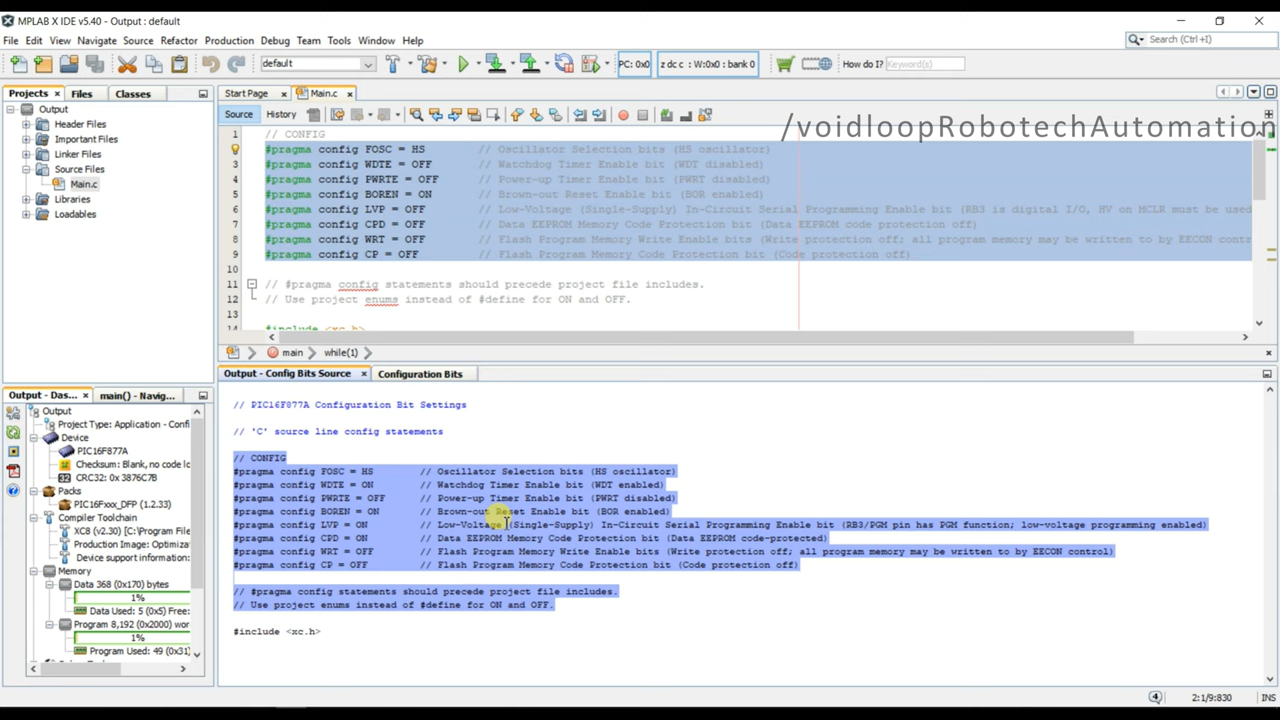 MPLAB X IDE v5.40 - Output : default
File Edit View Navigate Source Refactor Production Debug Team Tools Window Help
Search (Ctrl+I)
default
PC: 0x0
z dc c : W:0x0 : bank 0
How do I? Keyword(s)
Projects Files Classes
Start Page Main.c
Source History
/voidloopRobotechAutomation
Output
Header Files
Important Files
Linker Files
Source Files
Main.c
Libraries
Loadables
1 // CONFIG
2 #pragma config FOSC = HS // Oscillator Selection bits (HS oscillator)
3 #pragma config WDTE = OFF // Watchdog Timer Enable bit (WDT disabled)
4 #pragma config PWRTE = OFF // Power-up Timer Enable bit (PWRT disabled)
5 #pragma config BOREN = ON // Brown-out Reset Enable bit (BOR enabled)
6 #pragma config LVP = OFF // Low-Voltage (Single-Supply) In-Circuit Serial Programming Enable bit (RB3 is digital I/O, HV on MCLR must be used
7 #pragma config CPD = OFF // Data EEPROM Memory Code Protection bit (Data EEPROM code protection off)
8 #pragma config WRT = OFF // Flash Program Memory Write Enable bits (Write protection off; all program memory may be written to by EECON contr
9 #pragma config CP = OFF // Flash Program Memory Code Protection bit (Code protection off)
10
11 // #pragma config statements should precede project file includes.
12 // Use project enums instead of #define for ON and OFF.
13
14 #include <xc.h>
main while(1)
Output - Config Bits Source Configuration Bits
// PIC16F877A Configuration Bit Settings
// 'C' source line config statements
// CONFIG
#pragma config FOSC = HS // Oscillator Selection bits (HS oscillator)
#pragma config WDTE = ON // Watchdog Timer Enable bit (WDT enabled)
#pragma config PWRTE = OFF // Power-up Timer Enable bit (PWRT disabled)
#pragma config BOREN = ON // Brown-out Reset Enable bit (BOR enabled)
#pragma config LVP = ON // Low-Voltage (Single-Supply) In-Circuit Serial Programming Enable bit (RB3/PGM pin has PGM function; low-voltage programming enabled)
#pragma config CPD = ON // Data EEPROM Memory Code Protection bit (Data EEPROM code-protected)
#pragma config WRT = OFF // Flash Program Memory Write Enable bits (Write protection off; all program memory may be written to by EECON control)
#pragma config CP = OFF // Flash Program Memory Code Protection bit (Code protection off)
// #pragma config statements should precede project file includes.
// Use project enums instead of #define for ON and OFF.
#include <xc.h>
Output - Das... main() - Navig...
Output
Project Type: Application - Confi
Device
PIC16F877A
Checksum: Blank, no code lo
CRC32: 0x 3876C7B
Packs
PIC16Fxxx_DFP (1.2.33)
Compiler Toolchain
XC8 (v2.30) [C:\Program File
Production Image: Optimizati
Device support information:
Memory
Data 368 (0x170) bytes
1%
Data Used: 5 (0x5) Free:
Program 8,192 (0x2000) wor
1%
Program Used: 49 (0x31)
4
2:1/9:830 INS